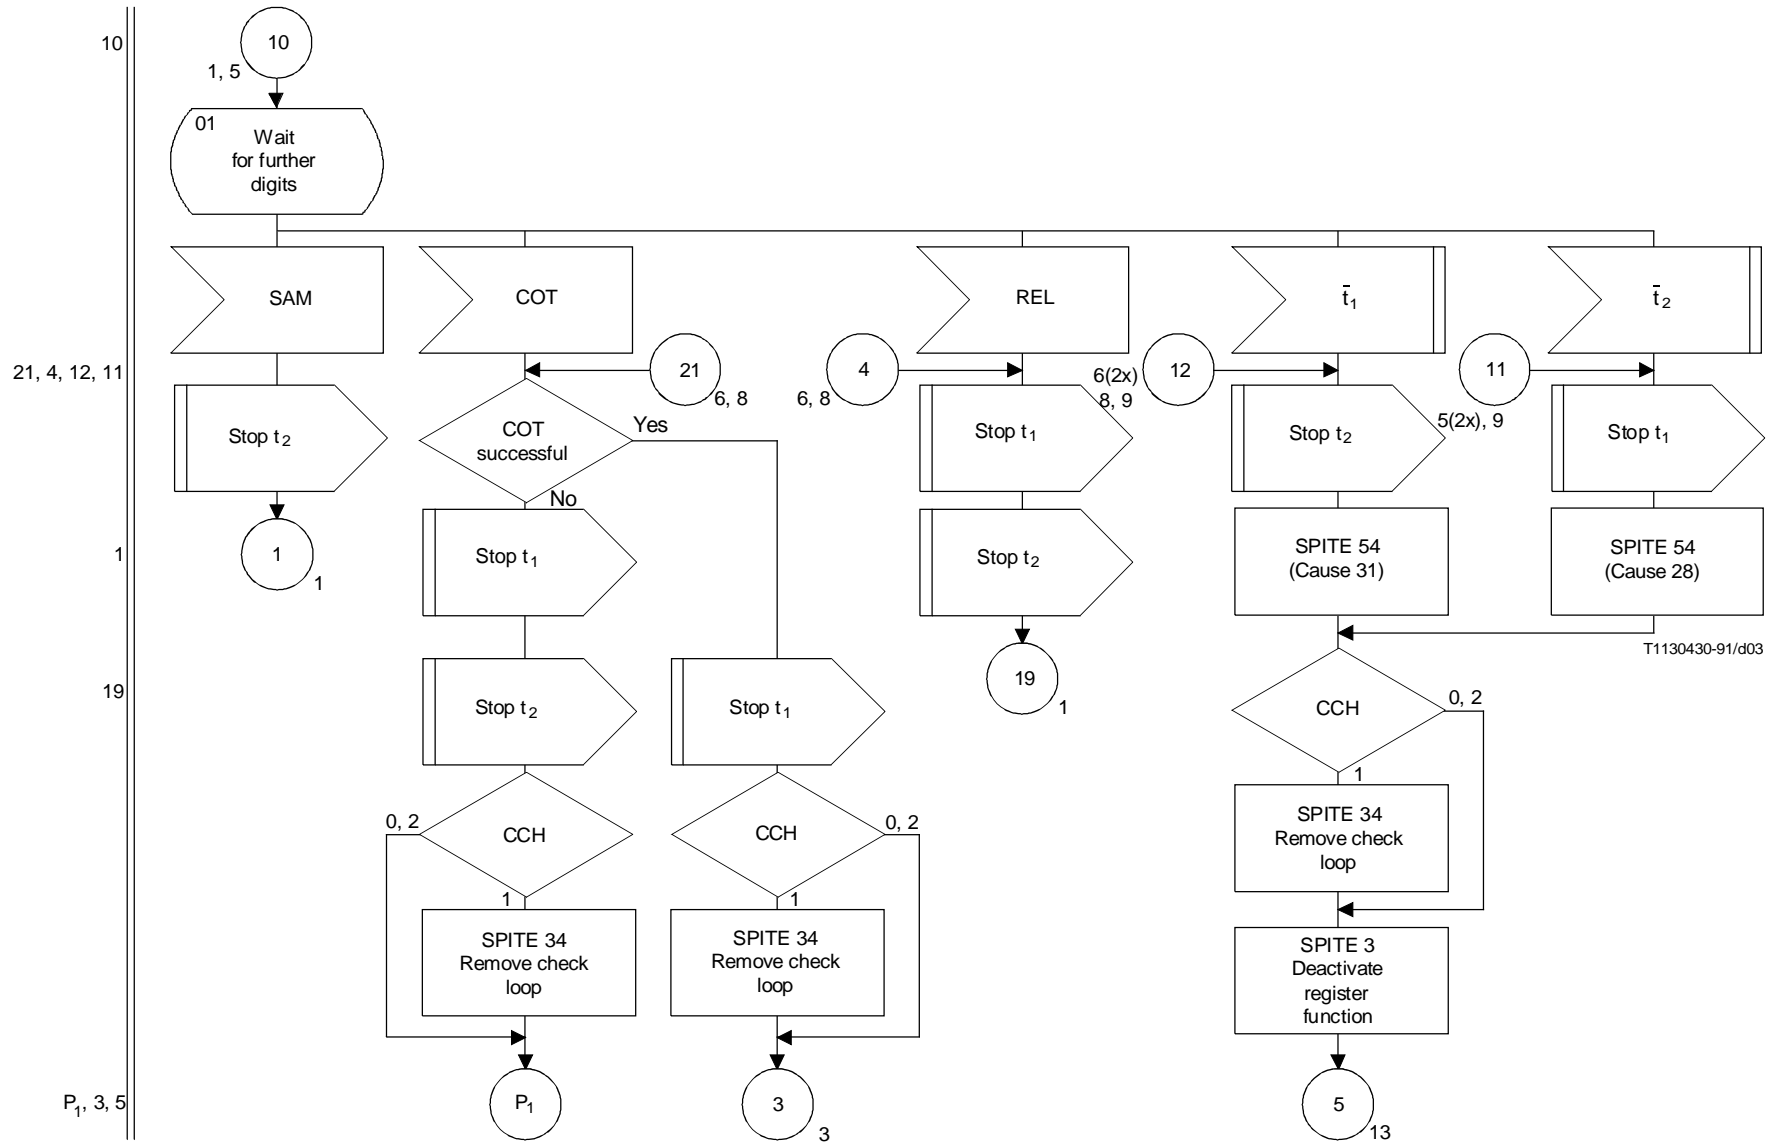 10
10
1, 5
01
Wait
for further
digits
SAM
COT
REL
t̄1
t̄2
21, 4, 12, 11
21
6, 8
4
6, 8
6(2x)
8, 9
12
5(2x), 9
11
Stop t2
COT
successful
Yes
No
Stop t1
Stop t2
Stop t1
1
1
1
Stop t1
Stop t2
SPITE 54
(Cause 31)
SPITE 54
(Cause 28)
T1130430-91/d03
19
Stop t2
Stop t1
19
1
CCH
0, 2
1
0, 2
CCH
1
CCH
0, 2
1
SPITE 34
Remove check
loop
SPITE 34
Remove check
loop
SPITE 34
Remove check
loop
SPITE 3
Deactivate
register
function
P1, 3, 5
P1
3
3
5
13